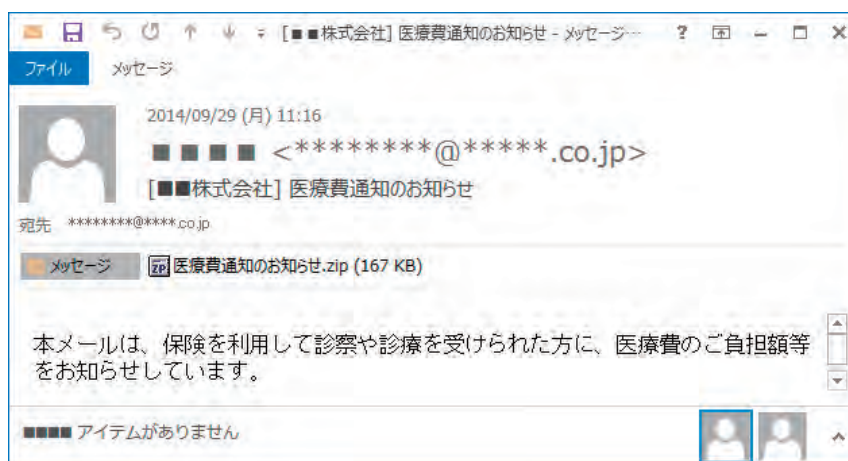 [■■株式会社] 医療費通知のお知らせ - メッセージ… ?
ファイル メッセージ
2014/09/29 (月) 11:16
■■■■ <********@*****.co.jp>
[■■株式会社] 医療費通知のお知らせ
宛先 ********@****.co.jp
メッセージ ZIP 医療費通知のお知らせ.zip (167 KB)
本メールは、保険を利用して診察や診療を受けられた方に、医療費のご負担額等
をお知らせしています。
■■■■ アイテムがありません